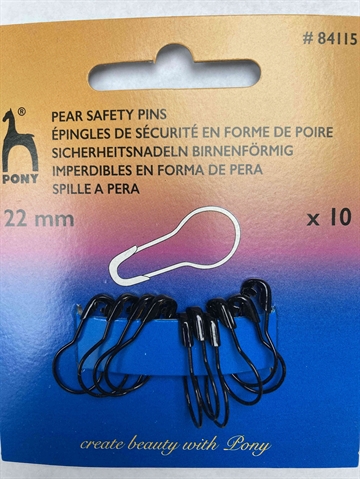 # 84115
®
PONY
PEAR SAFETY PINS
ÉPINGLES DE SÉCURITÉ EN FORME DE POIRE
SICHERHEITSNADELN BIRNENFÖRMIG
IMPERDIBLES EN FORMA DE PERA
SPILLE A PERA
22 mm x 10
create beauty with Pony